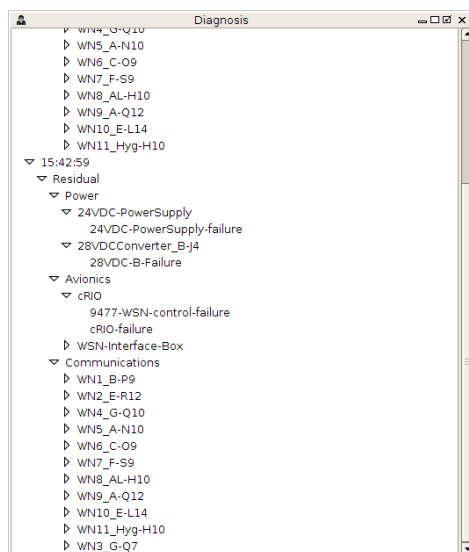 Diagnosis
WN4_G-Q10
WN5_A-N10
WN6_C-O9
WN7_F-S9
WN8_AL-H10
WN9_A-Q12
WN10_E-L14
WN11_Hyg-H10
15:42:59
Residual
Power
24VDC-PowerSupply
24VDC-PowerSupply-failure
28VDCConverter_B-J4
28VDC-B-Failure
Avionics
cRIO
9477-WSN-control-failure
cRIO-failure
WSN-Interface-Box
Communications
WN1_B-P9
WN2_E-R12
WN4_G-Q10
WN5_A-N10
WN6_C-O9
WN7_F-S9
WN8_AL-H10
WN9_A-Q12
WN10_E-L14
WN11_Hyg-H10
WN3_G-Q7